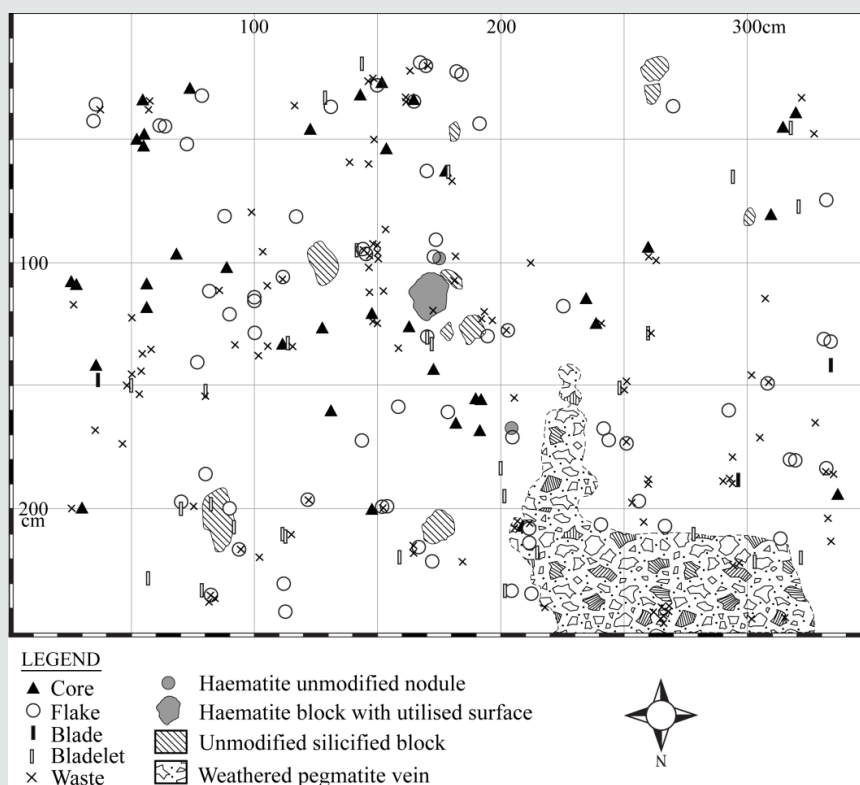 100 200 300cm
100
200
cm
LEGEND
Core
Flake
Blade
Bladelet
Waste
Haematite unmodified nodule
Haematite block with utilised surface
Unmodified silicified block
Weathered pegmatite vein
N